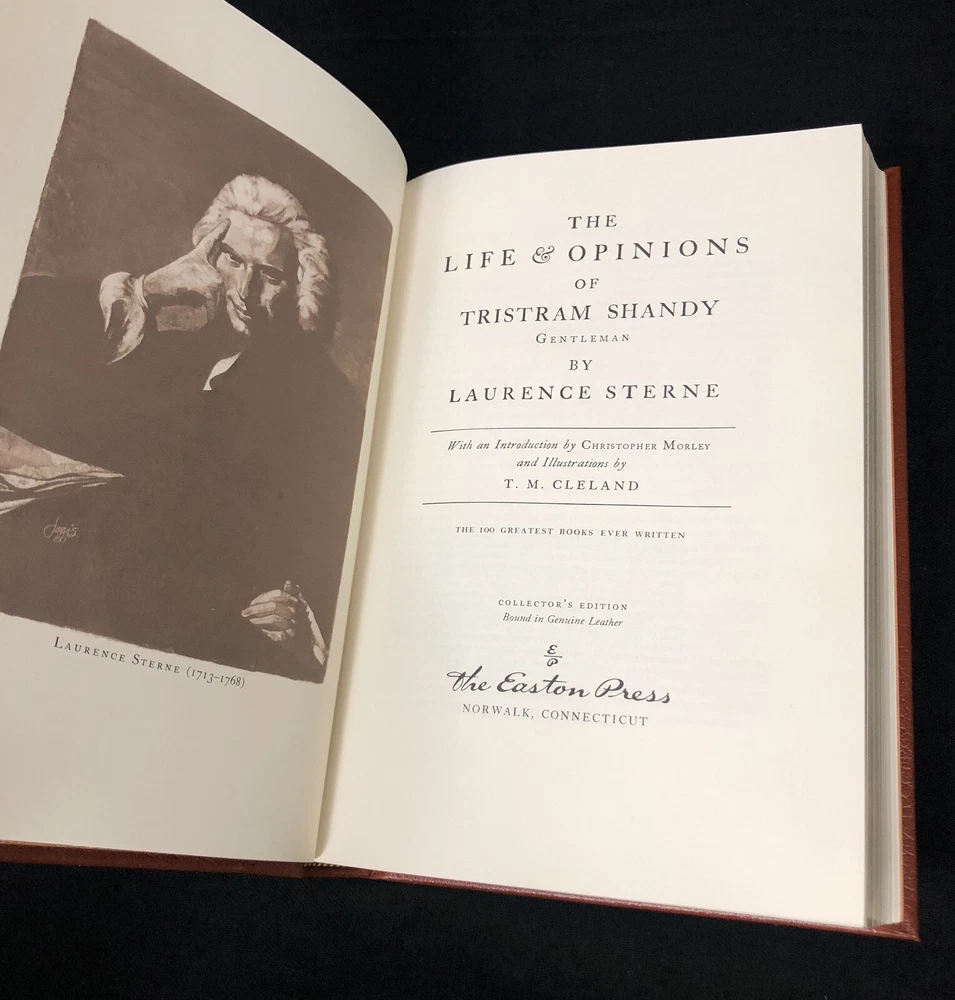 LAURENCE STERNE (1713-1768)
THE
LIFE & OPINIONS
OF
TRISTRAM SHANDY
GENTLEMAN
BY
LAURENCE STERNE
With an Introduction by CHRISTOPHER MORLEY
and Illustrations by
T. M. CLELAND
THE 100 GREATEST BOOKS EVER WRITTEN
COLLECTOR'S EDITION
Bound in Genuine Leather
The Easton Press
NORWALK, CONNECTICUT